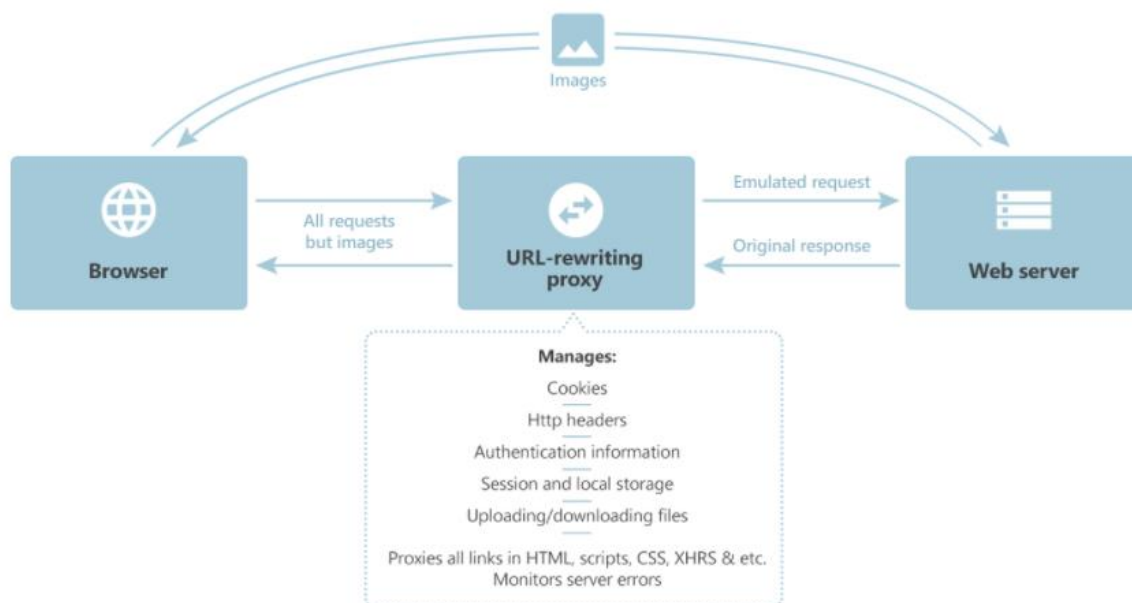 Images
Browser
All requests
but images
URL-rewriting
proxy
Emulated request
Original response
Web server
Manages:
Cookies
Http headers
Authentication information
Session and local storage
Uploading/downloading files
Proxies all links in HTML, scripts, CSS, XHRS & etc.
Monitors server errors